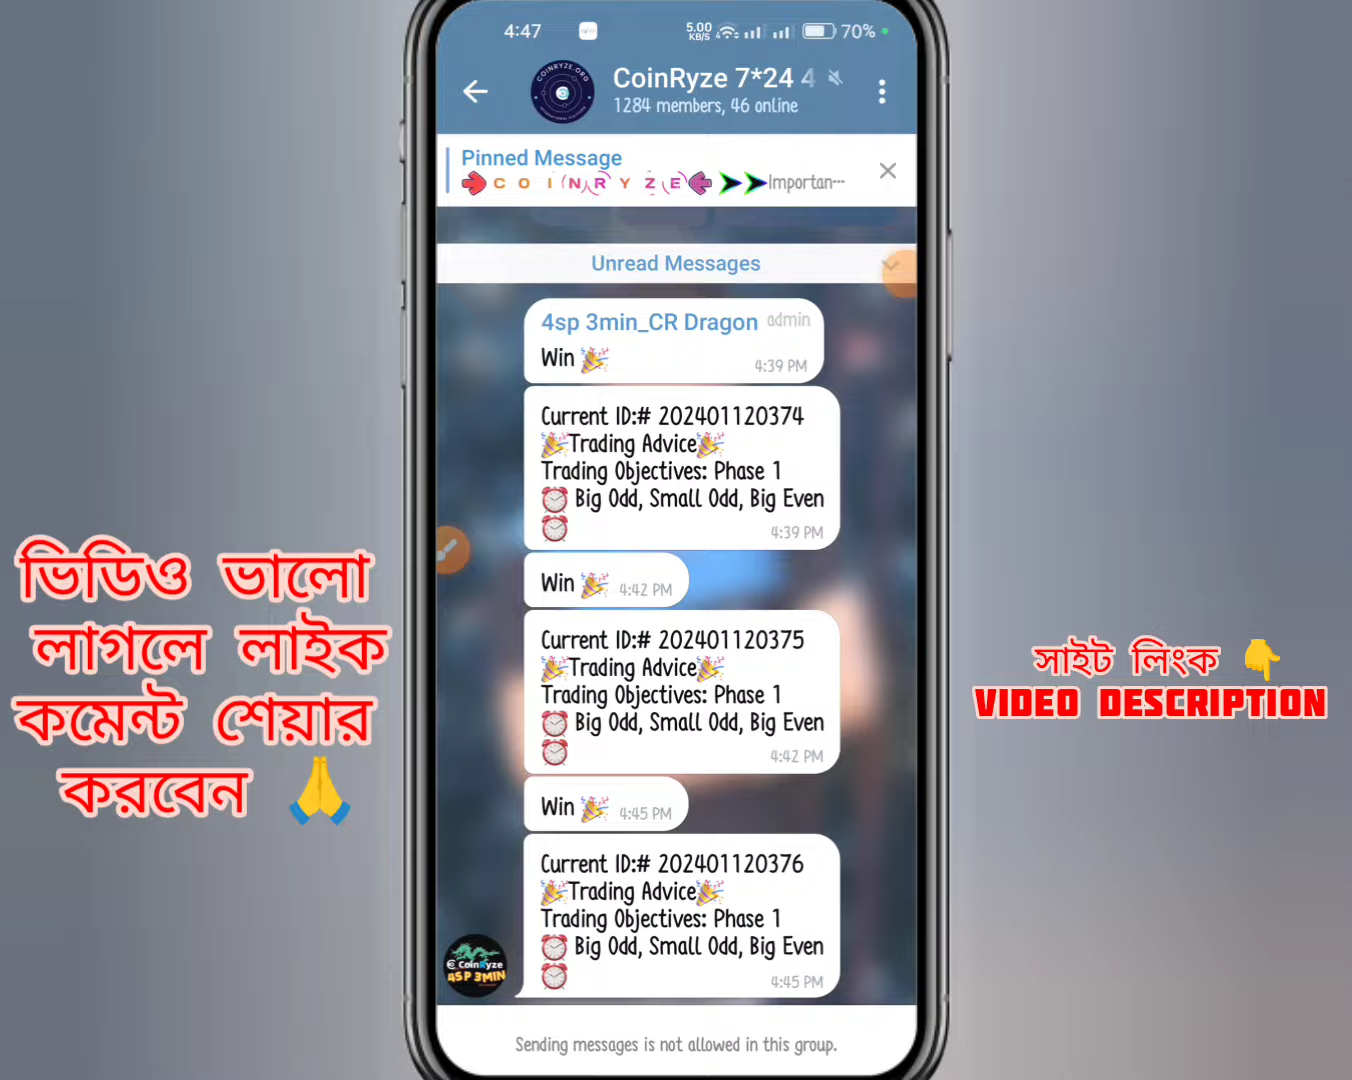 4:47
5.00
KB/S
70%
CoinRyze 7*24 4
1284 members, 46 online
Pinned Message
C O I N R Y Z E Importan...
Unread Messages
4sp 3min_CR Dragon admin
Win 🎉
4:39 PM
Current ID:# 202401120374
🎉Trading Advice🎉
Trading Objectives: Phase 1
⏰ Big Odd, Small Odd, Big Even
⏰
4:39 PM
Win 🎉 4:42 PM
Current ID:# 202401120375
🎉Trading Advice🎉
Trading Objectives: Phase 1
⏰ Big Odd, Small Odd, Big Even
⏰
4:42 PM
Win 🎉 4:45 PM
Current ID:# 202401120376
🎉Trading Advice🎉
Trading Objectives: Phase 1
⏰ Big Odd, Small Odd, Big Even
⏰
4:45 PM
CoinRyze
4SP 3MIN
Sending messages is not allowed in this group.
ভিডিও ভালো
লাগলে লাইক
কমেন্ট শেয়ার
করবেন 🙏
সাইট লিংক 👇
VIDEO DESCRIPTION